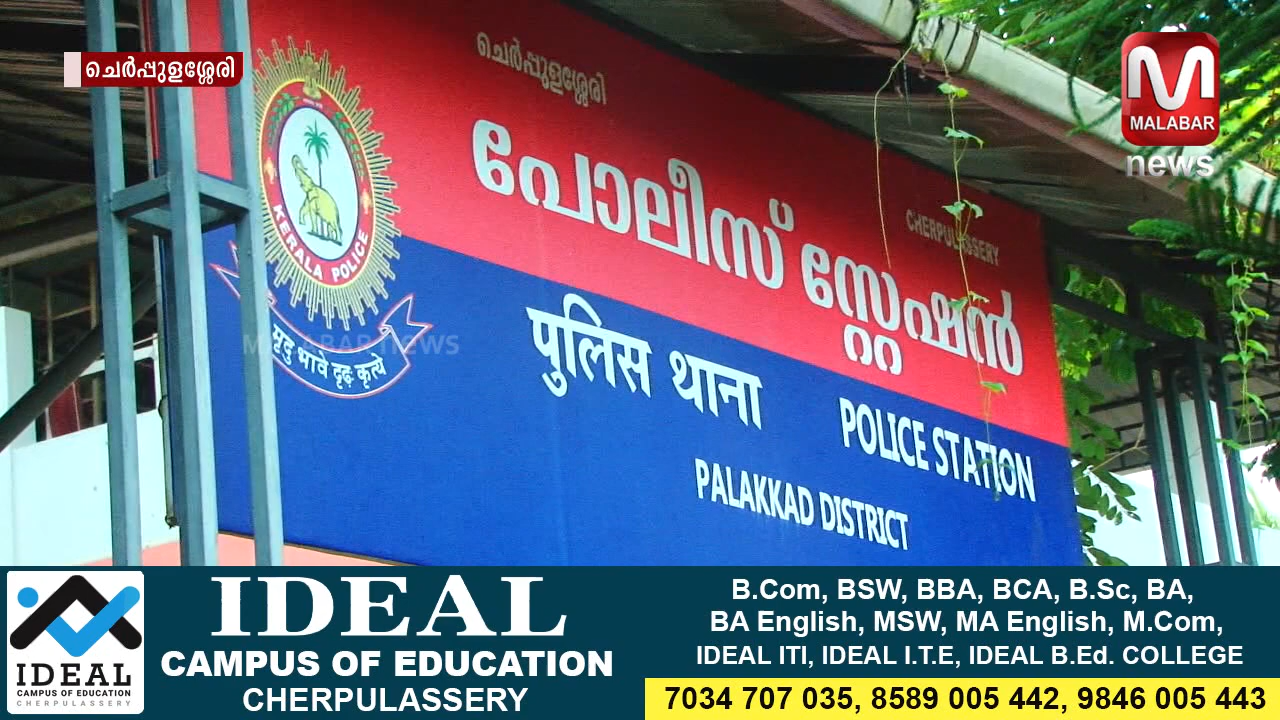 ചെർപ്പുളശ്ശേരി
M
MALABAR
news
ചെർപ്പുളശ്ശേരി
പോലീസ് സ്റ്റേഷൻ
CHERPULASSERY
KERALA POLICE
मृदु भावे दृढ़ कृत्ये
MALABAR news
पुलिस थाना
POLICE STATION
PALAKKAD DISTRICT
IDEAL
CAMPUS OF EDUCATION
CHERPULASSERY
IDEAL
CAMPUS OF EDUCATION
CHERPULASSERY
B.Com, BSW, BBA, BCA, B.Sc, BA,
BA English, MSW, MA English, M.Com,
IDEAL ITI, IDEAL I.T.E, IDEAL B.Ed. COLLEGE
7034 707 035, 8589 005 442, 9846 005 443